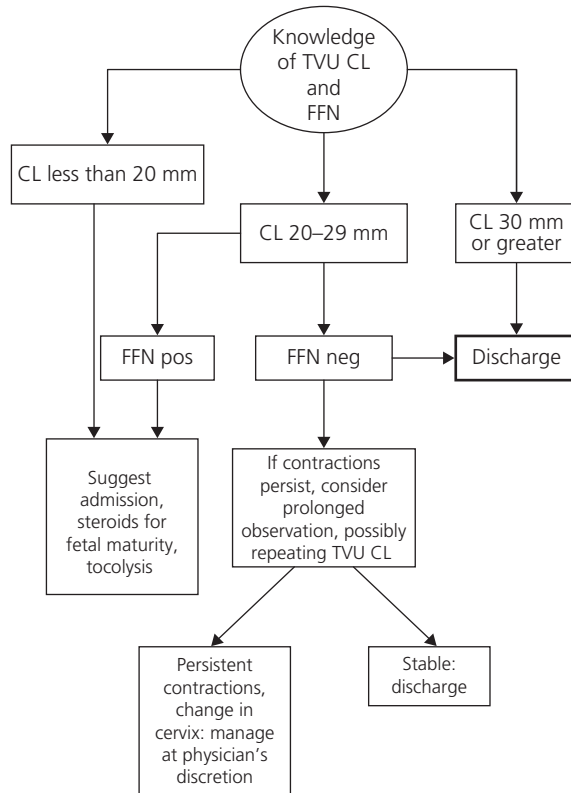 Knowledge
of TVU CL
and
FFN
CL less than 20 mm
CL 20–29 mm
CL 30 mm
or greater
FFN pos
FFN neg
Discharge
Suggest
admission,
steroids for
fetal maturity,
tocolysis
If contractions
persist, consider
prolonged
observation, possibly
repeating TVU CL
Persistent
contractions,
change in
cervix: manage
at physician’s
discretion
Stable:
discharge